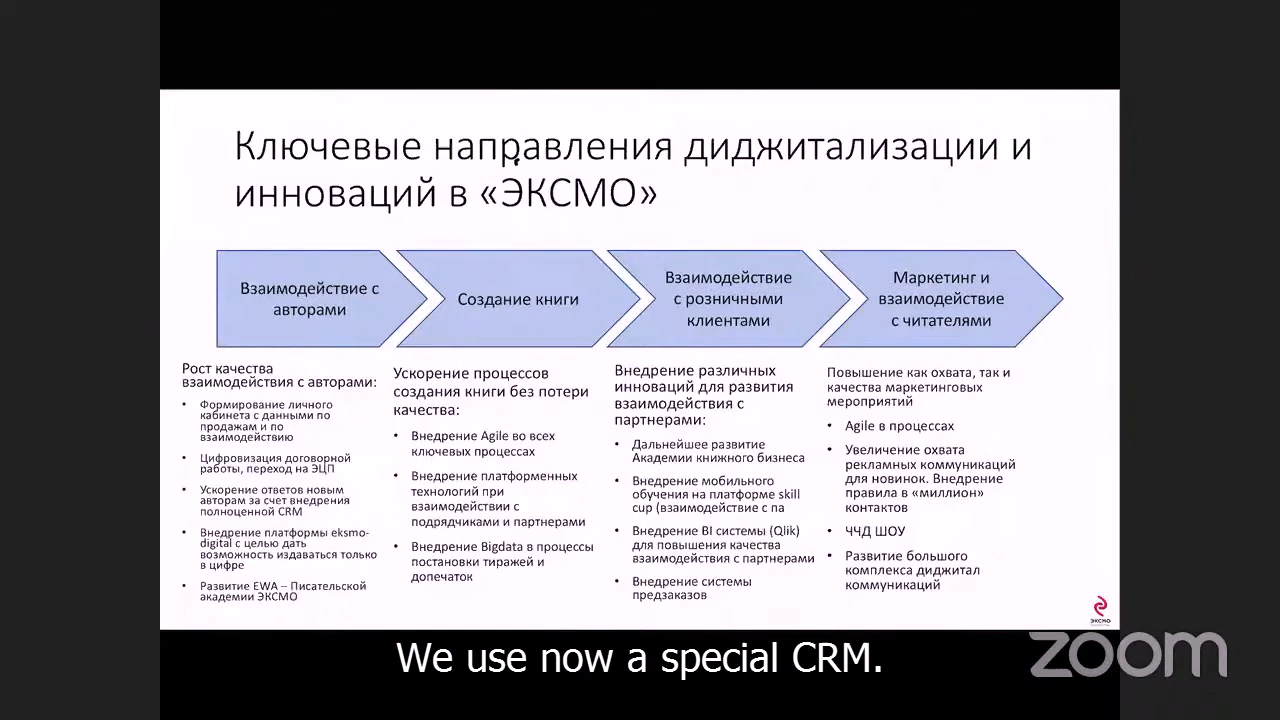 Ключевые направления диджитализации и
инноваций в «ЭКСМО»
Взаимодействие с
авторами
Создание книги
Взаимодействие
с розничными
клиентами
Маркетинг и
взаимодействие
с читателями
Рост качества
взаимодействия с авторами:
• Формирование личного
кабинета с данными по
продажам и по
взаимодействию
• Цифровизация договорной
работы, переход на ЭЦП
• Ускорение ответов новым
авторам за счет внедрения
полноценной CRM
• Внедрение платформы eksmo-
digital с целью дать
возможность издаваться только
в цифре
• Развитие EWA – Писательской
академии ЭКСМО
Ускорение процессов
создания книги без потери
качества:
• Внедрение Agile во всех
ключевых процессах
• Внедрение платформенных
технологий при
взаимодействии с
подрядчиками и партнерами
• Внедрение Bigdata в процессы
постановки тиражей и
допечаток
Внедрение различных
инноваций для развития
взаимодействия с
партнерами:
• Дальнейшее развитие
Академии книжного бизнеса
• Внедрение мобильного
обучения на платформе skill
cup (взаимодействие с па
• Внедрение BI системы (Qlik)
для повышения качества
взаимодействия с партнерами
• Внедрение системы
предзаказов
Повышение как охвата, так и
качества маркетинговых
мероприятий
• Agile в процессах
• Увеличение охвата
рекламных коммуникаций
для новинок. Внедрение
правила в «миллион»
контактов
• ЧЧД ШОУ
• Развитие большого
комплекса диджитал
коммуникаций
ЭКСМО
We use now a special CRM.
zoom